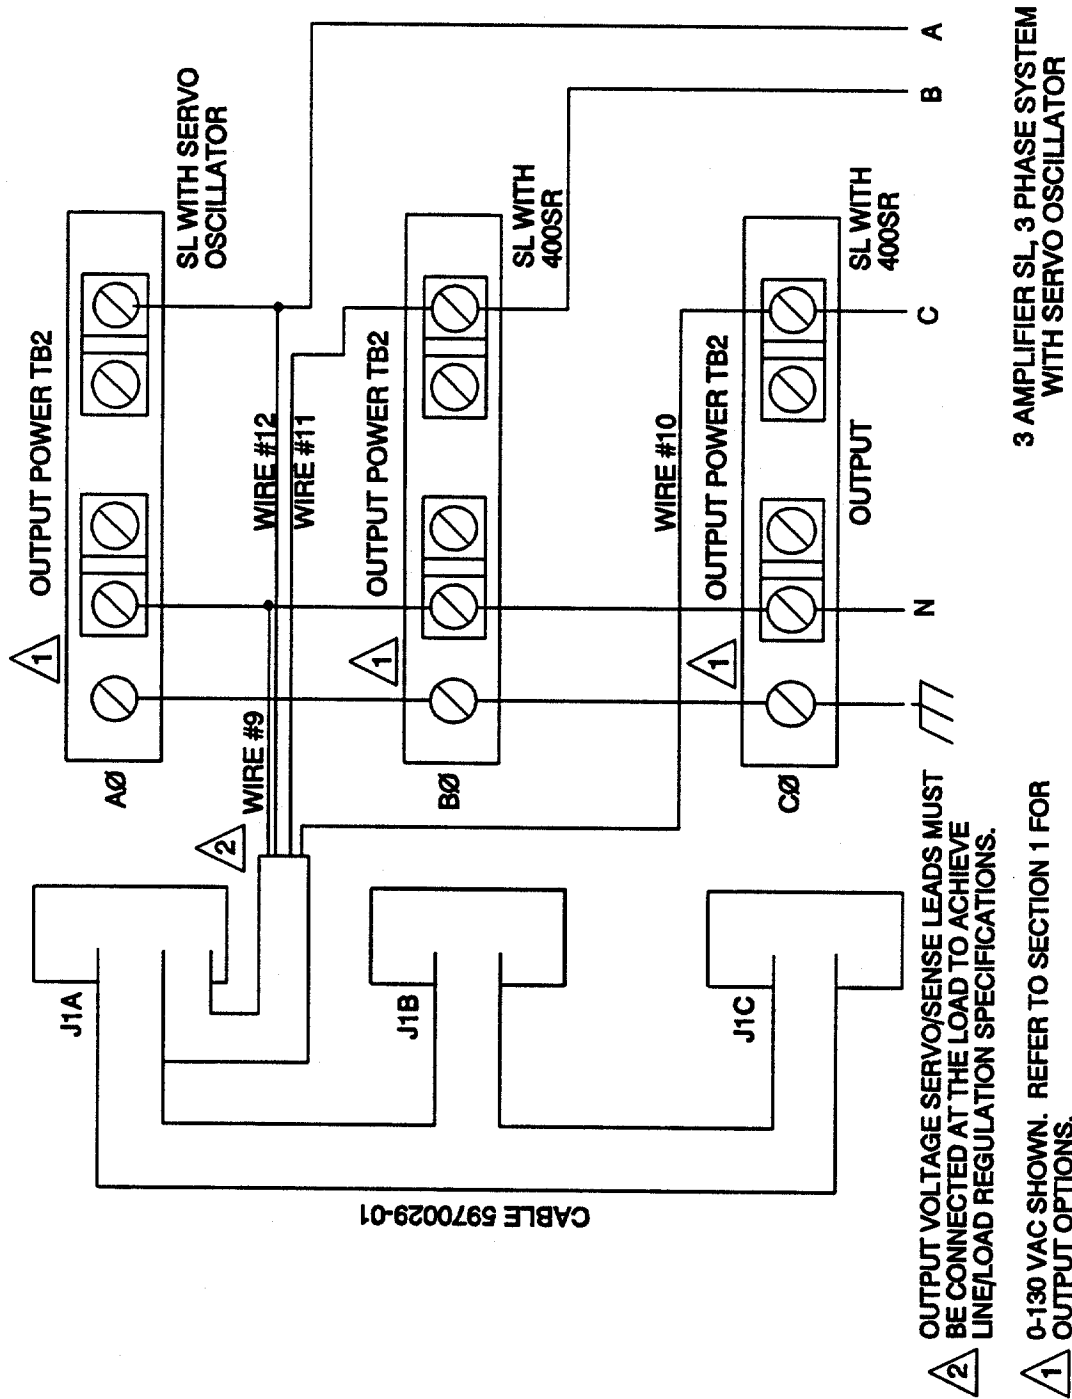 OUTPUT POWER TB2
1
AØ
SL WITH SERVO
OSCILLATOR
J1A
2
WIRE #9
WIRE #12
WIRE #11
OUTPUT POWER TB2
1
BØ
SL WITH
400SR
J1B
WIRE #10
OUTPUT POWER TB2
1
CØ
OUTPUT
SL WITH
400SR
J1C
CABLE 5970029-01
N
C
B
A
2 OUTPUT VOLTAGE SERVO/SENSE LEADS MUST
BE CONNECTED AT THE LOAD TO ACHIEVE
LINE/LOAD REGULATION SPECIFICATIONS.
1 0-130 VAC SHOWN. REFER TO SECTION 1 FOR
OUTPUT OPTIONS.
3 AMPLIFIER SL, 3 PHASE SYSTEM
WITH SERVO OSCILLATOR